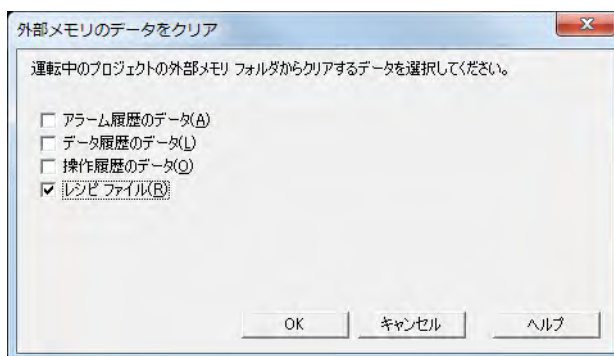 外部メモリのデータをクリア
運転中のプロジェクトの外部メモリ フォルダからクリアするデータを選択してください。
アラーム履歴のデータ(A)
データ履歴のデータ(L)
操作履歴のデータ(O)
レシピ ファイル(R)
OK キャンセル ヘルプ